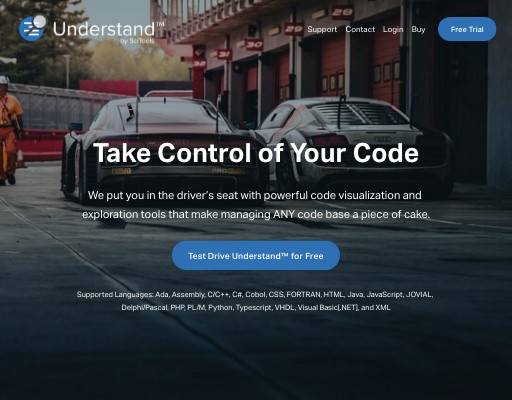 Understand™
by SciTools
Support Contact Login Buy Free Trial
Take Control of Your Code
We put you in the driver's seat with powerful code visualization and
exploration tools that make managing ANY code base a piece of cake.
Test Drive Understand™ for Free
Supported Languages: Ada, Assembly, C/C++, C#, Cobol, CSS, FORTRAN, HTML, Java, JavaScript, JOVIAL,
Delphi/Pascal, PHP, PL/M, Python, Typescript, VHDL, Visual Basic[.NET], and XML